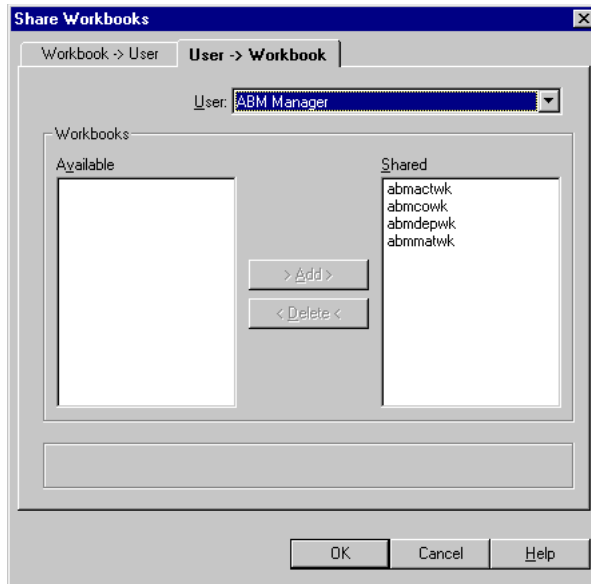 Share Workbooks
Workbook -> User
User -> Workbook
User: ABM Manager
Workbooks
Available
Shared
abmactwk
abmcowk
abmdepwk
abmmatwk
> Add >
< Delete <
OK
Cancel
Help